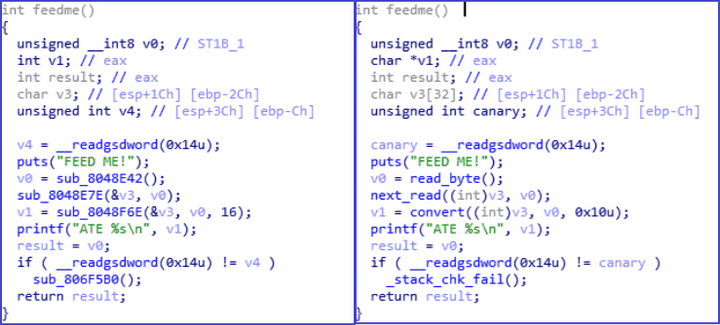 int feedme()
{
  unsigned __int8 v0; // ST1B_1
  int v1; // eax
  int result; // eax
  char v3; // [esp+1Ch] [ebp-2Ch]
  unsigned int v4; // [esp+3Ch] [ebp-Ch]

  v4 = __readgsdword(0x14u);
  puts("FEED ME!");
  v0 = sub_8048E42();
  sub_8048E7E(&v3, v0);
  v1 = sub_8048F6E(&v3, v0, 16);
  printf("ATE %s\n", v1);
  result = v0;
  if ( __readgsdword(0x14u) != v4 )
    sub_806F5B0();
  return result;
}
int feedme()
{
  unsigned __int8 v0; // ST1B_1
  char *v1; // eax
  int result; // eax
  char v3[32]; // [esp+1Ch] [ebp-2Ch]
  unsigned int canary; // [esp+3Ch] [ebp-Ch]

  canary = __readgsdword(0x14u);
  puts("FEED ME!");
  v0 = read_byte();
  next_read((int)v3, v0);
  v1 = convert((int)v3, v0, 0x10u);
  printf("ATE %s\n", v1);
  result = v0;
  if ( __readgsdword(0x14u) != canary )
    _stack_chk_fail();
  return result;
}